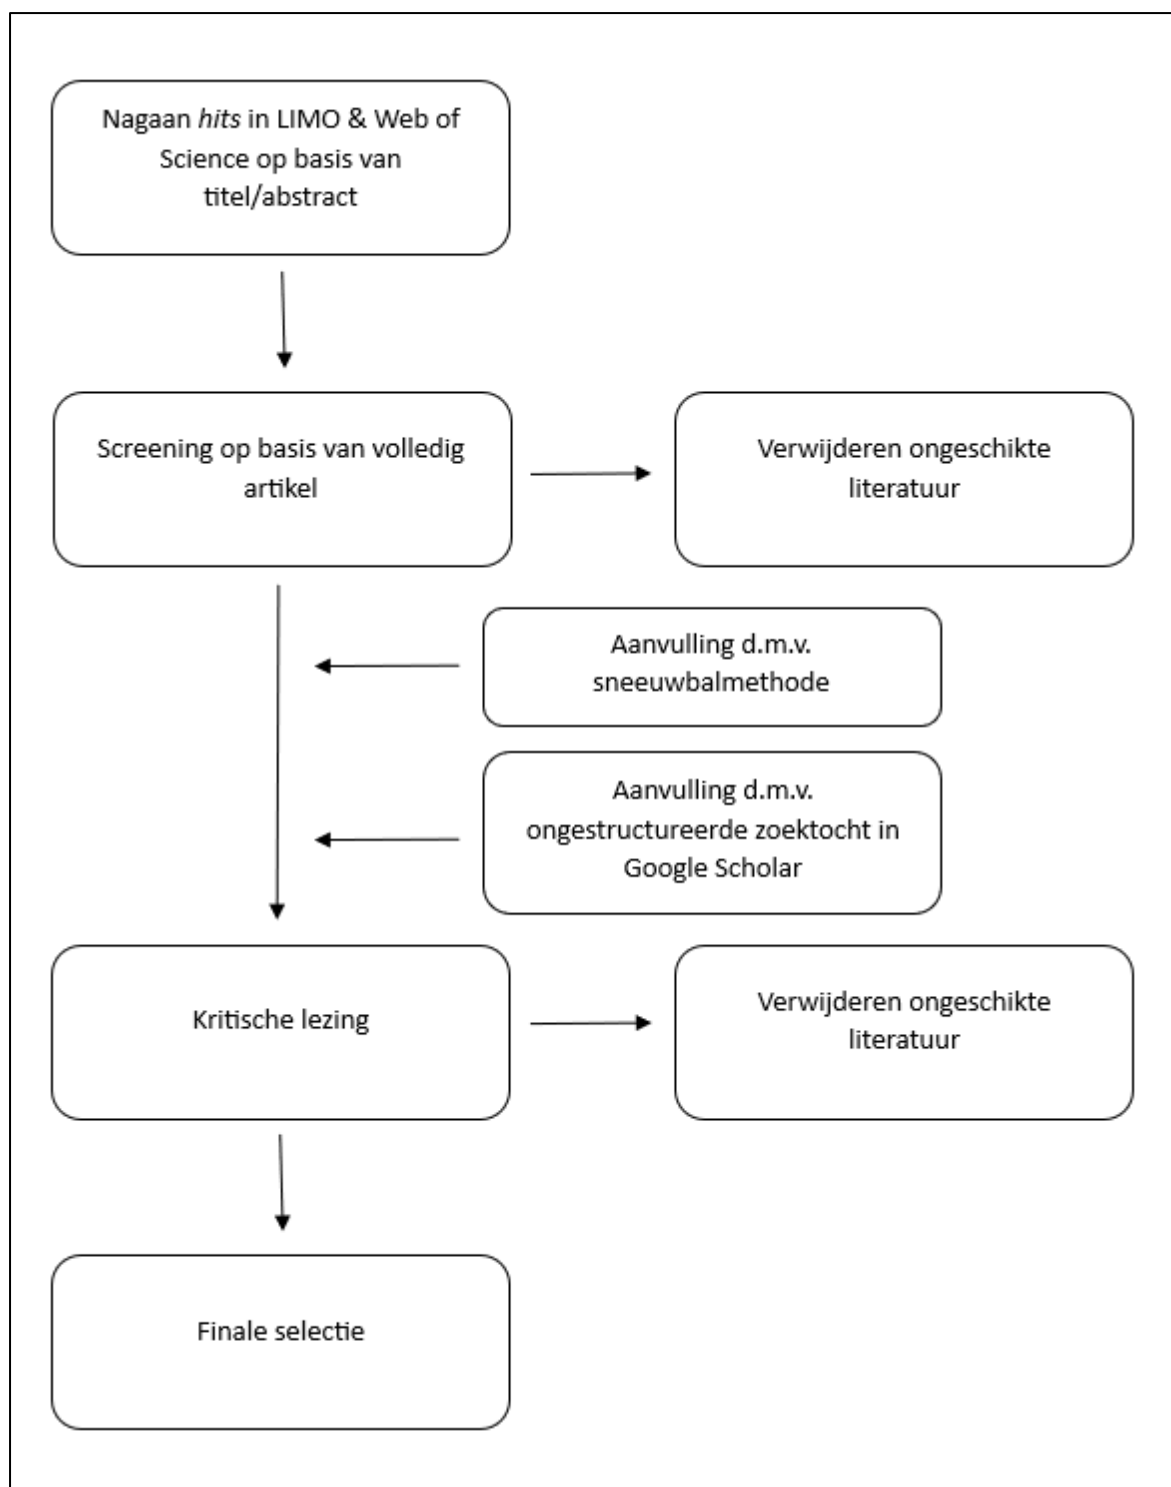 Nagaan hits in LIMO & Web of
Science op basis van
titel/abstract
Screening op basis van volledig
artikel
Verwijderen ongeschikte
literatuur
Aanvulling d.m.v.
sneeuwbalmethode
Aanvulling d.m.v.
ongestructureerde zoektocht in
Google Scholar
Kritische lezing
Verwijderen ongeschikte
literatuur
Finale selectie